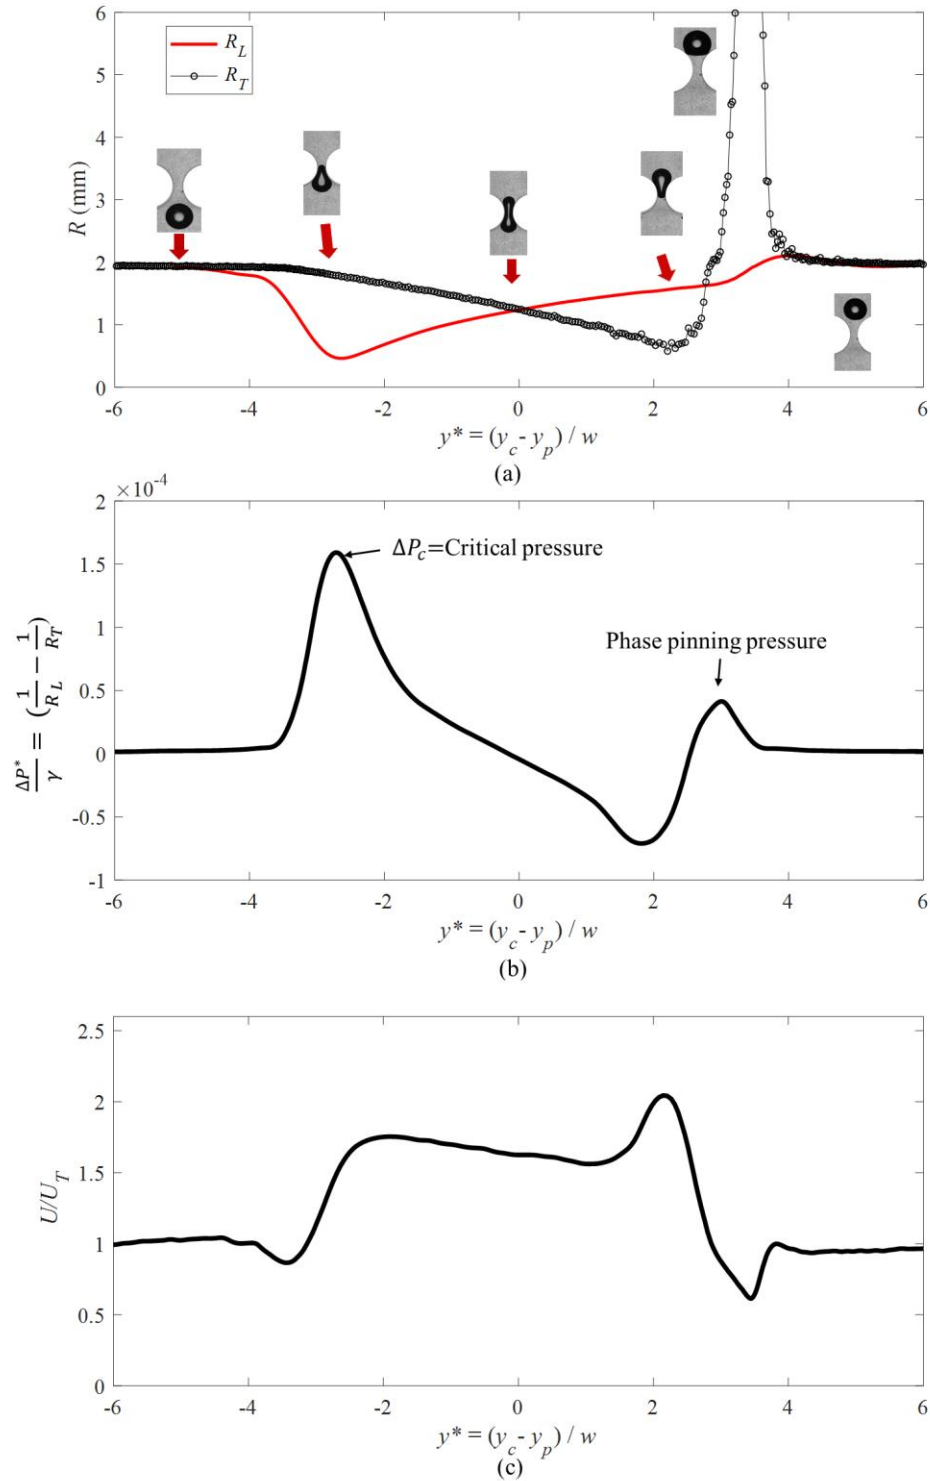 6
5
4
3
2
1
0
R (mm)
R_L
R_T
-6 -4 -2 0 2 4 6
y* = (y_c - y_p) / w
(a)
×10^-4
2
1.5
1
0.5
0
-0.5
-1
ΔP*/γ = (1/R_L − 1/R_T)
ΔP_c=Critical pressure
Phase pinning pressure
-6 -4 -2 0 2 4 6
y* = (y_c - y_p) / w
(b)
2.5
2
1.5
1
0.5
0
U/U_T
-6 -4 -2 0 2 4 6
y* = (y_c - y_p) / w
(c)